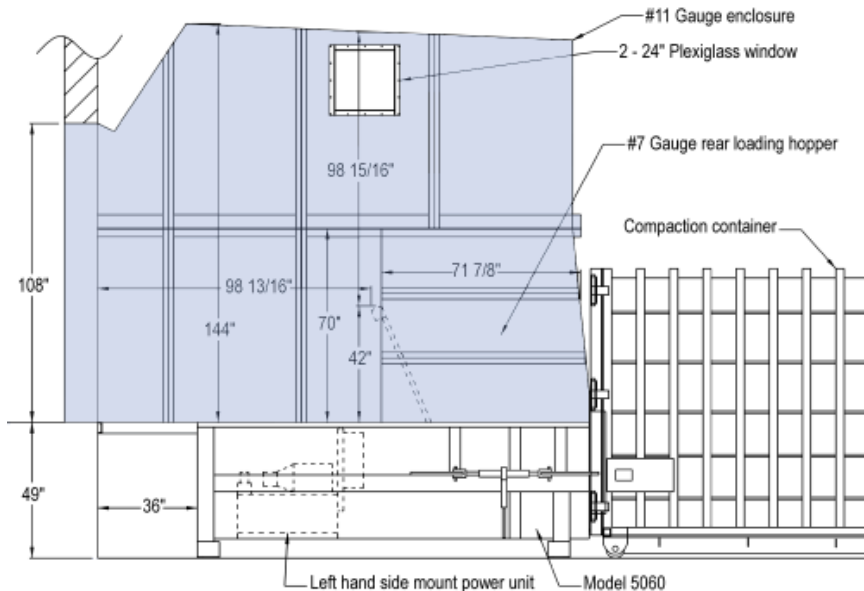 #11 Gauge enclosure
2 - 24" Plexiglass window
#7 Gauge rear loading hopper
98 15/16"
Compaction container
71 7/8"
98 13/16"
108"
144"
70"
42"
49"
36"
Left hand side mount power unit
Model 5060